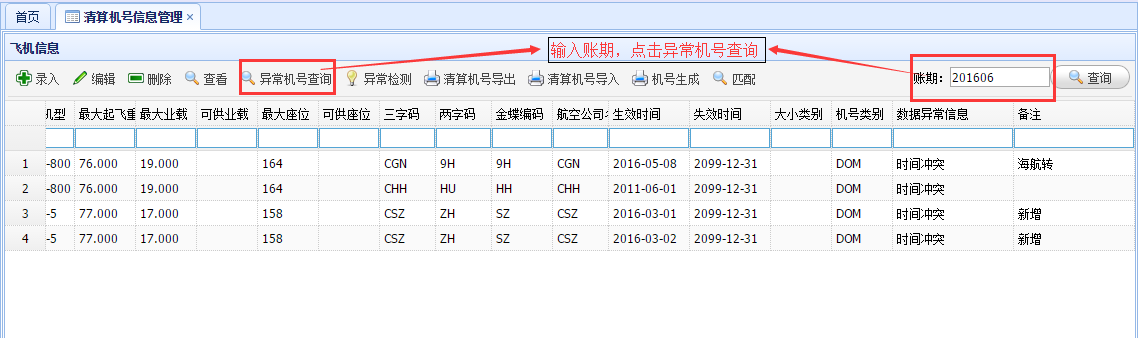 首页 清算机号信息管理 ×
飞机信息
输入账期，点击异常机号查询
录入 编辑 删除 查看 异常机号查询 异常检测 清算机号导出 清算机号导入 机号生成 匹配 账期： 201606 查询
机型 最大起飞重 最大业载 可供业载 最大座位 可供座位 三字码 两字码 金蝶编码 航空公司 生效时间 失效时间 大小类别 机号类别 数据异常信息 备注
1 -800 76.000 19.000 164 CGN 9H 9H CGN 2016-05-08 2099-12-31 DOM 时间冲突 海航转
2 -800 76.000 19.000 164 CHH HU HH CHH 2011-06-01 2099-12-31 DOM 时间冲突
3 -5 77.000 17.000 158 CSZ ZH SZ CSZ 2016-03-01 2099-12-31 DOM 时间冲突 新增
4 -5 77.000 17.000 158 CSZ ZH SZ CSZ 2016-03-02 2099-12-31 DOM 时间冲突 新增